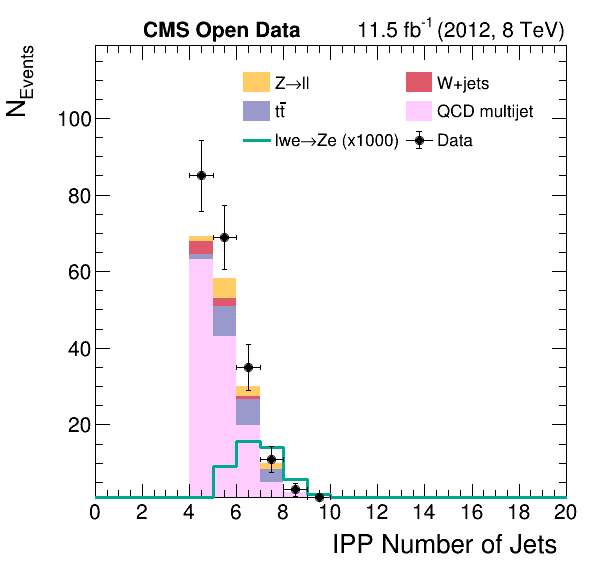 CMS Open Data 11.5 fb⁻¹ (2012, 8 TeV)
N_Events
Z→ll W+jets
tt̄ QCD multijet
Iwe→Ze (x1000) Data
100
80
60
40
20
0 2 4 6 8 10 12 14 16 18 20
IPP Number of Jets